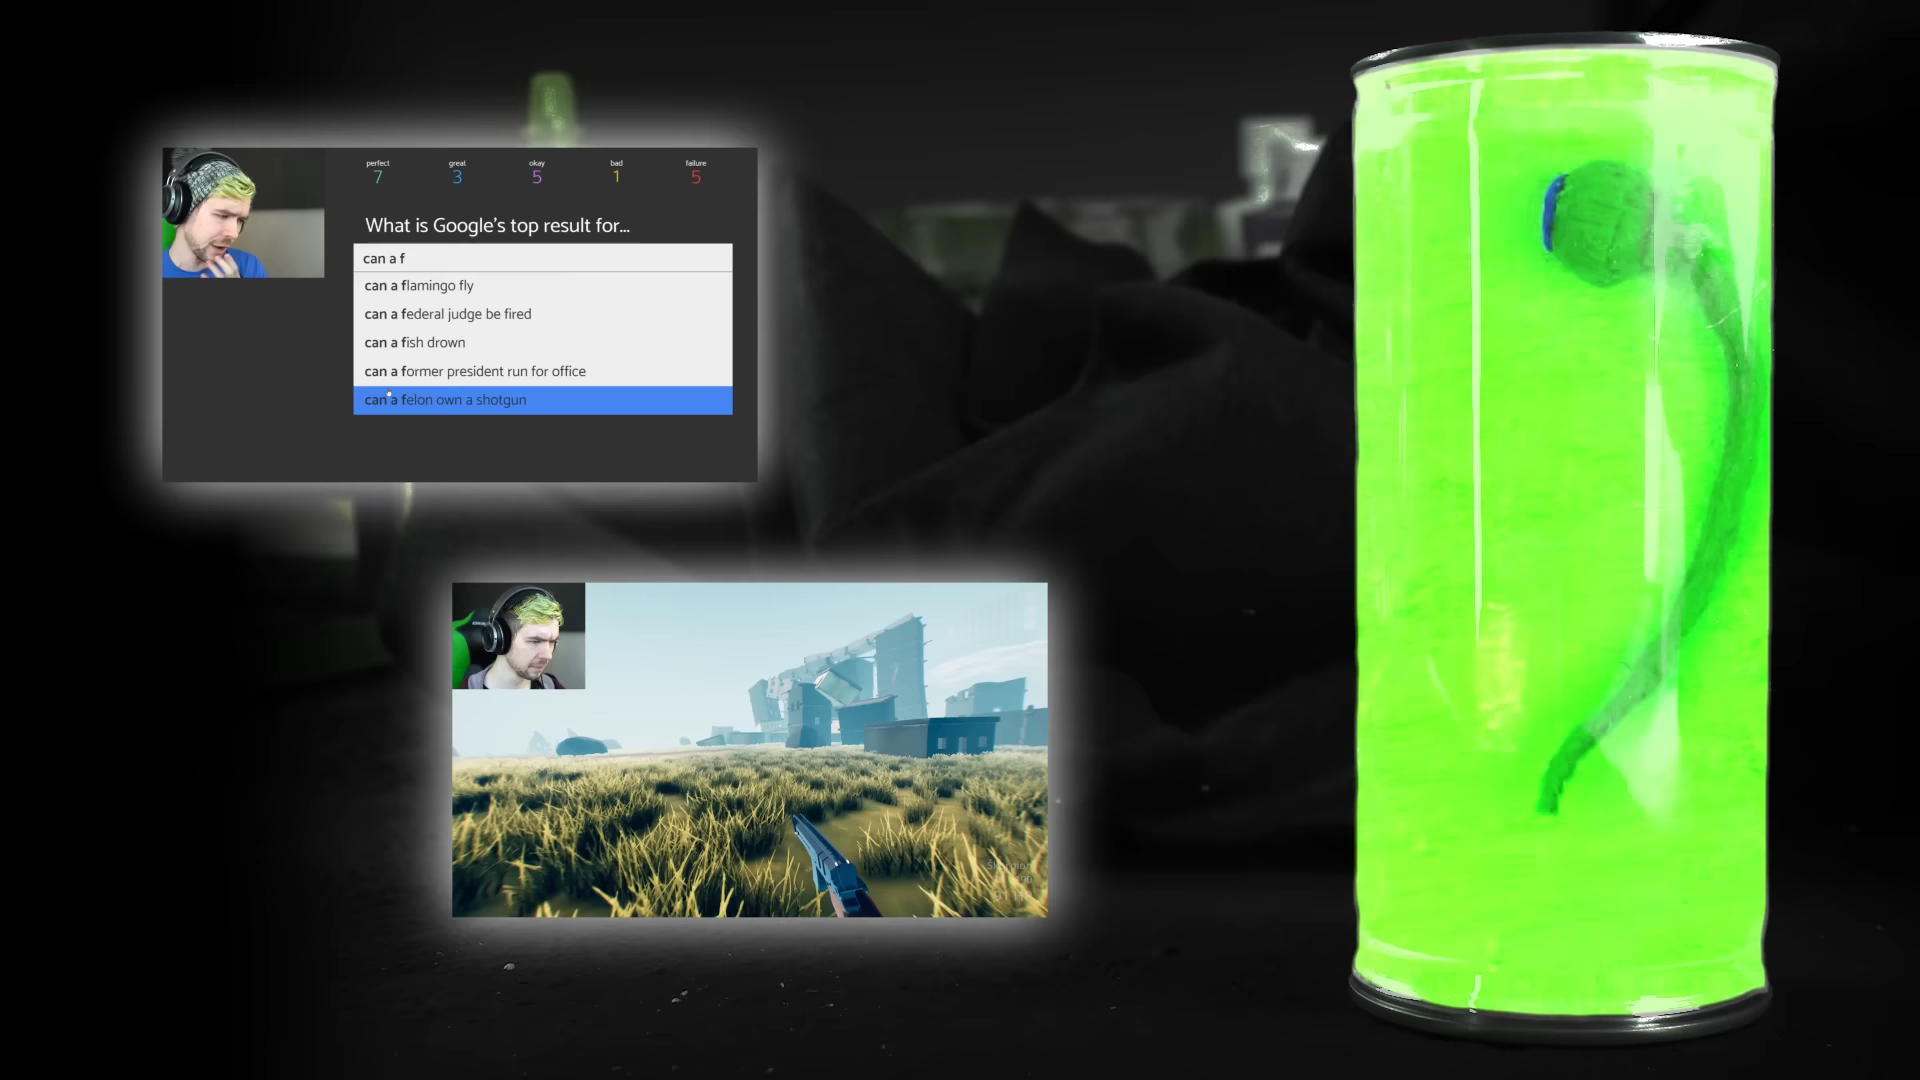 perfect great okay bad failure
7 3 5 1 5
What is Google's top result for...
can a f
can a flamingo fly
can a federal judge be fired
can a fish drown
can a former president run for office
can a felon own a shotgun